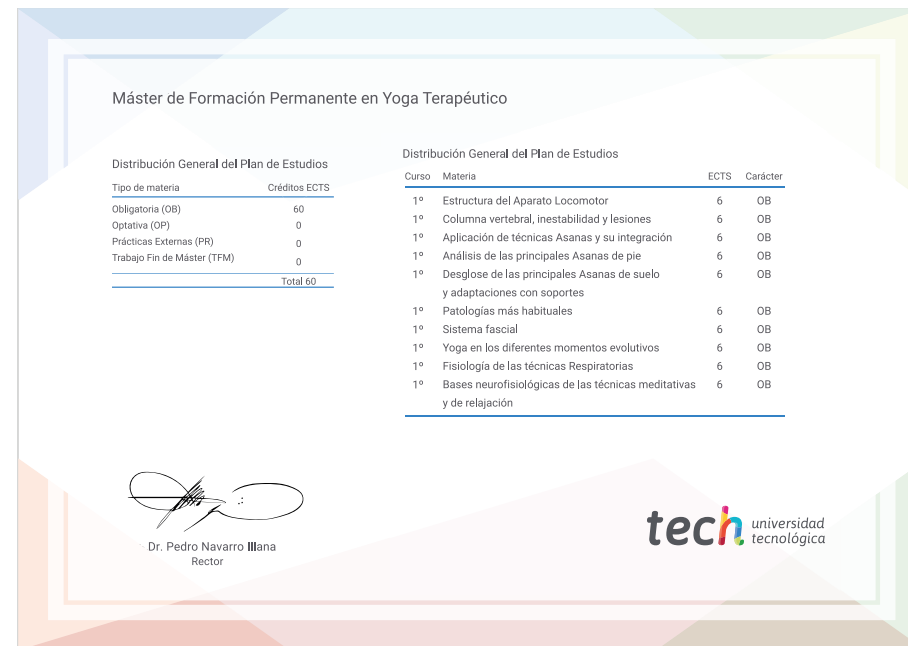 Máster de Formación Permanente en Yoga Terapéutico
Distribución General del Plan de Estudios
Tipo de materia Créditos ECTS
Obligatoria (OB) 60
Optativa (OP) 0
Prácticas Externas (PR) 0
Trabajo Fin de Máster (TFM) 0
Total 60
Distribución General del Plan de Estudios
Curso Materia ECTS Carácter
1º Estructura del Aparato Locomotor 6 OB
1º Columna vertebral, inestabilidad y lesiones 6 OB
1º Aplicación de técnicas Asanas y su integración 6 OB
1º Análisis de las principales Asanas de pie 6 OB
1º Desglose de las principales Asanas de suelo 6 OB
y adaptaciones con soportes
1º Patologías más habituales 6 OB
1º Sistema fascial 6 OB
1º Yoga en los diferentes momentos evolutivos 6 OB
1º Fisiología de las técnicas Respiratorias 6 OB
1º Bases neurofisiológicas de las técnicas meditativas 6 OB
y de relajación
Dr. Pedro Navarro Illana
Rector
tech universidad
tecnológica